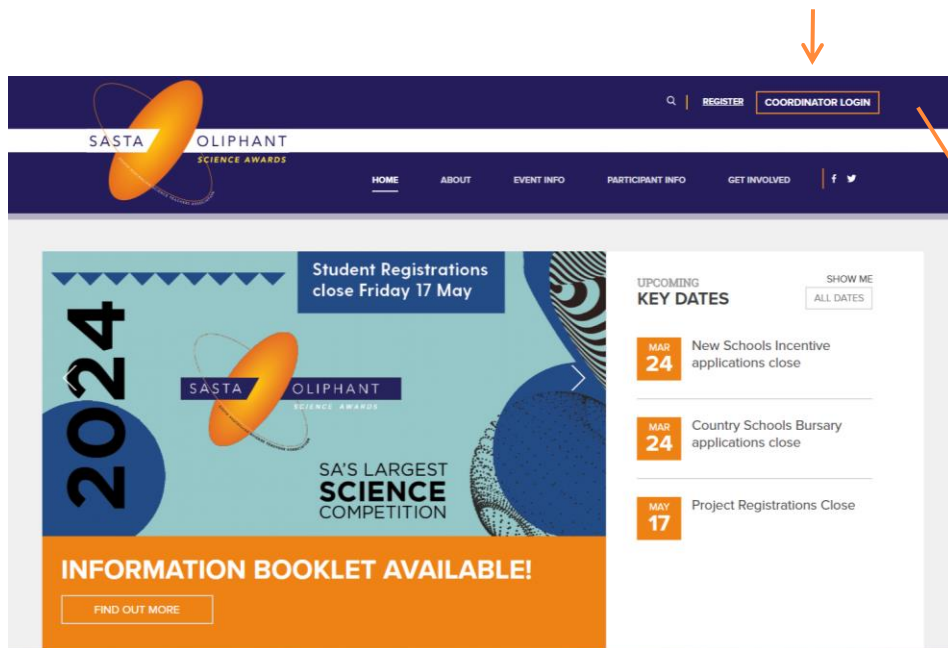 REGISTER
COORDINATOR LOGIN
SASTA OLIPHANT
SCIENCE AWARDS
HOME
ABOUT
EVENT INFO
PARTICIPANT INFO
GET INVOLVED
2024
Student Registrations
close Friday 17 May
SASTA OLIPHANT
SCIENCE AWARDS
SA'S LARGEST
SCIENCE
COMPETITION
INFORMATION BOOKLET AVAILABLE!
FIND OUT MORE
UPCOMING
KEY DATES
SHOW ME
ALL DATES
MAR
24
New Schools Incentive
applications close
MAR
24
Country Schools Bursary
applications close
MAY
17
Project Registrations Close